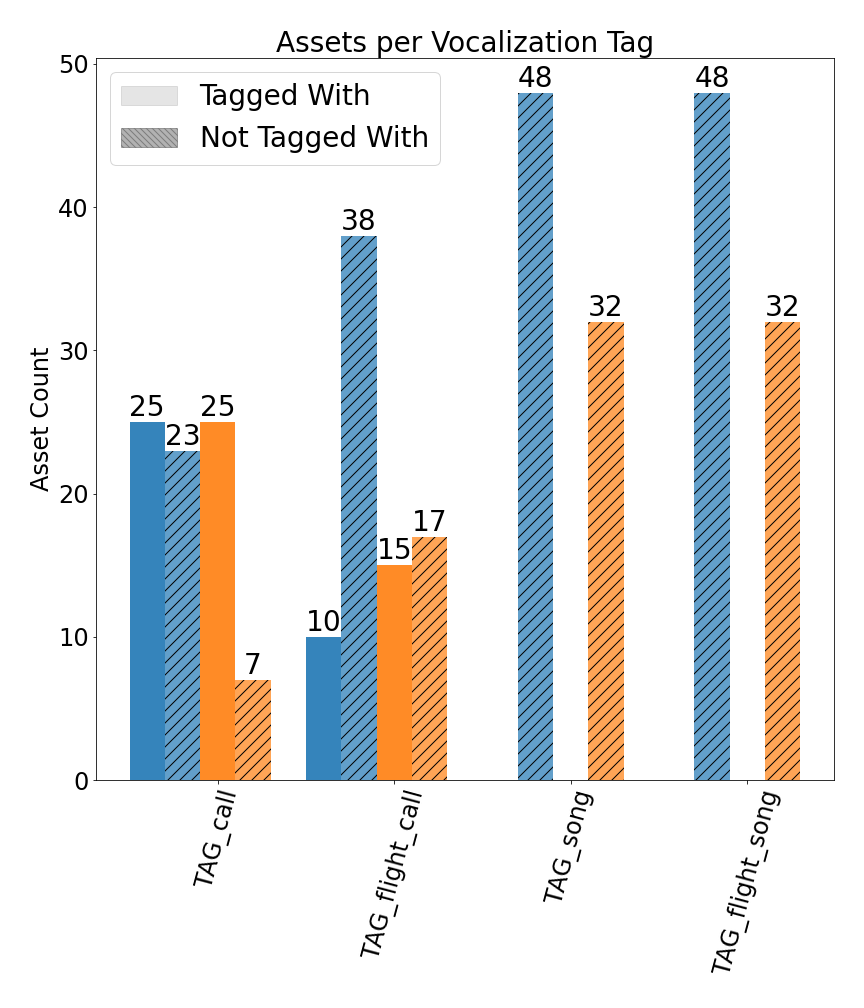 Assets per Vocalization Tag
Tagged With
Not Tagged With
Asset Count
50
40
30
20
10
0
25
23
25
7
10
38
15
17
48
32
48
32
TAG_call
TAG_flight_call
TAG_song
TAG_flight_song